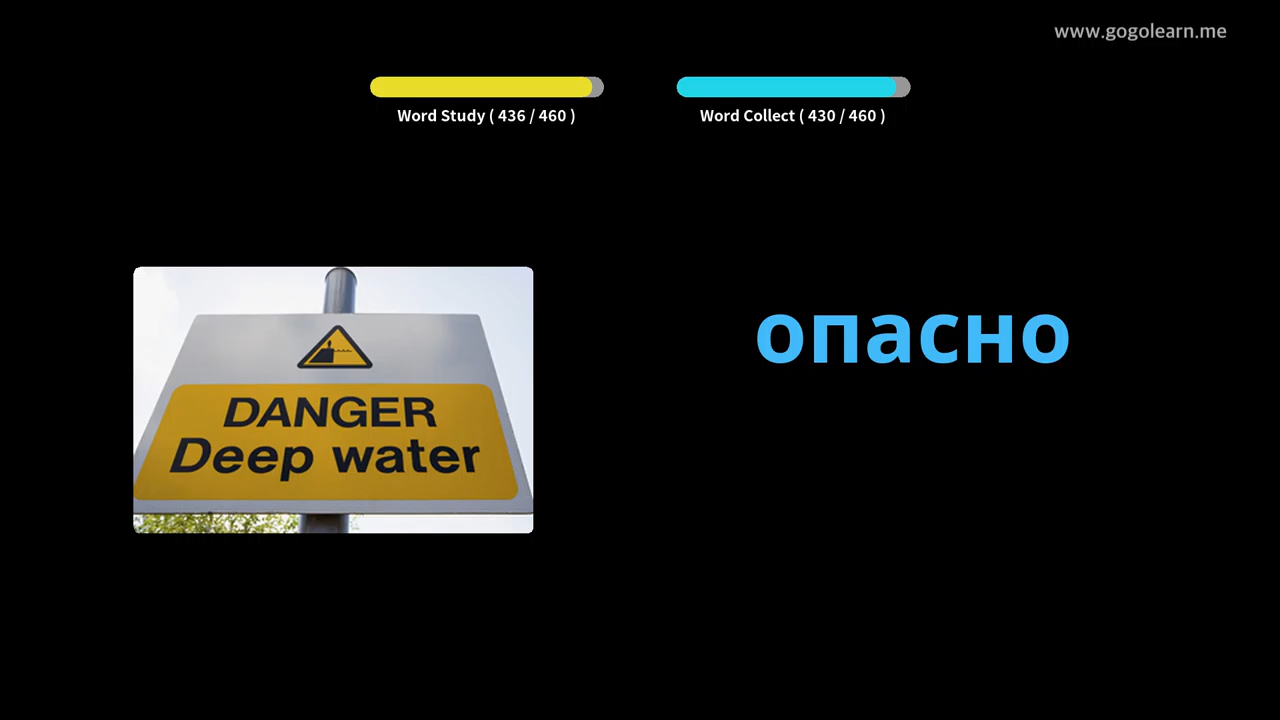 www.gogolearn.me
Word Study ( 436 / 460 )
Word Collect ( 430 / 460 )
опасно
DANGER
Deep water